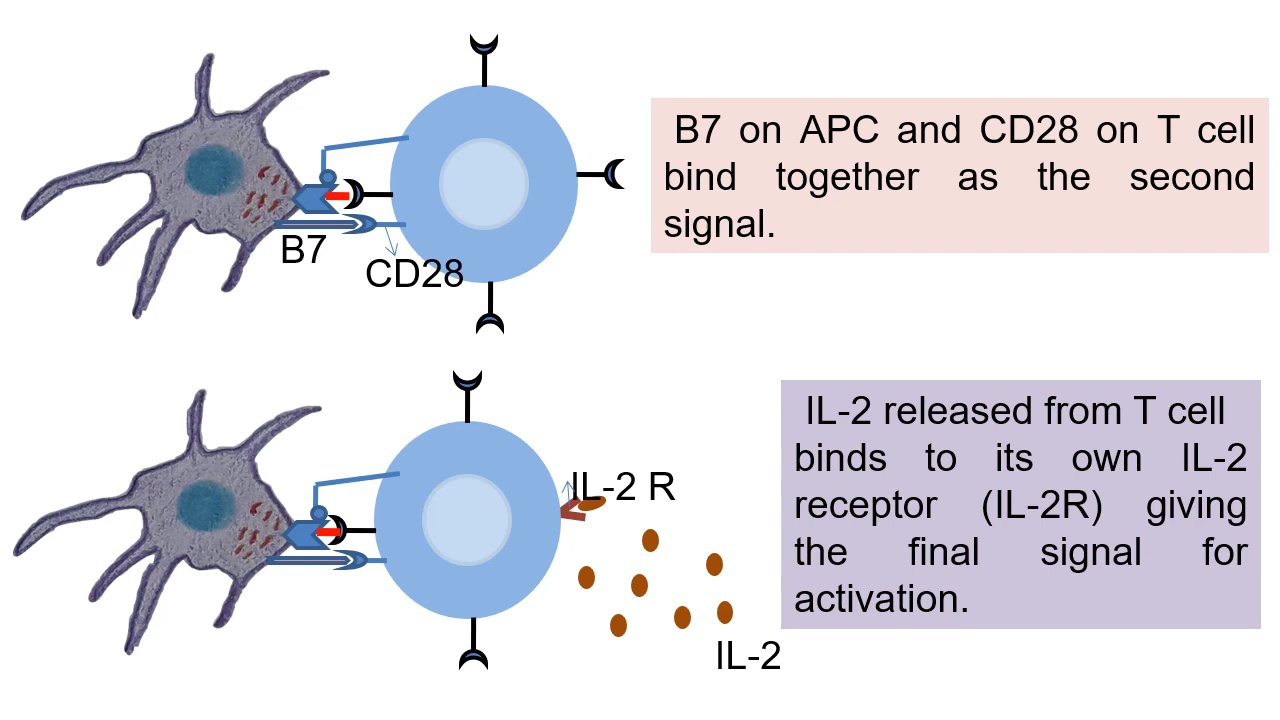 B7 on APC and CD28 on T cell
bind together as the second
signal.
B7
CD28
IL-2 released from T cell
binds to its own IL-2
receptor (IL-2R) giving
the final signal for
activation.
IL-2 R
IL-2